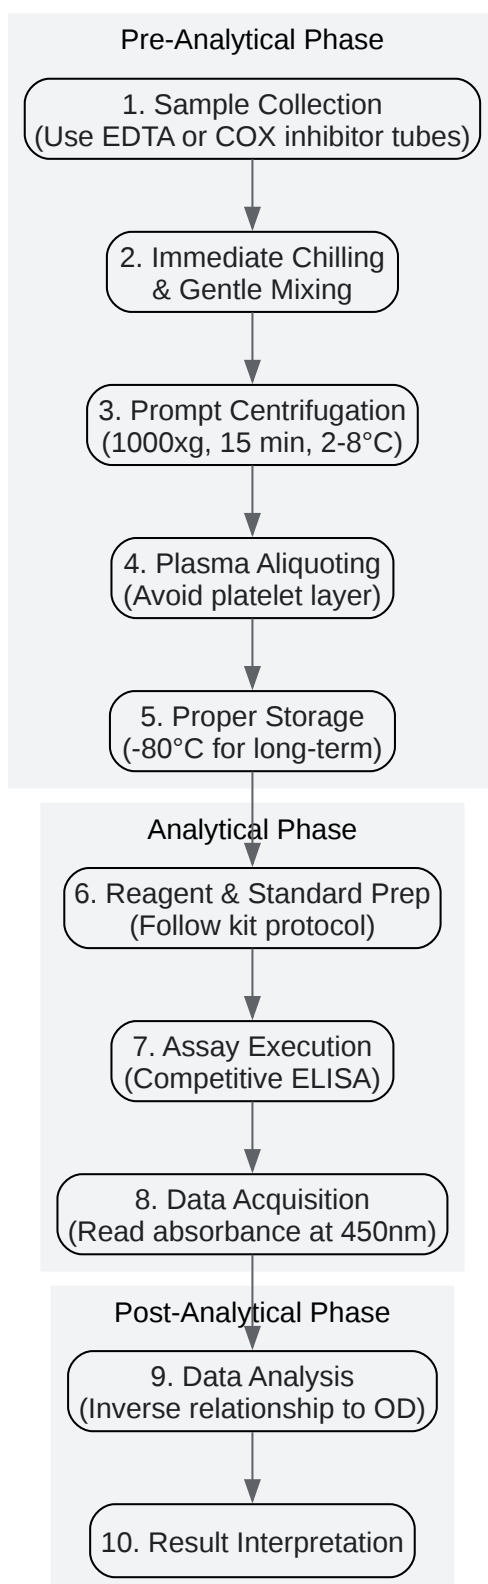 Pre-Analytical Phase
1. Sample Collection
(Use EDTA or COX inhibitor tubes)
2. Immediate Chilling
& Gentle Mixing
3. Prompt Centrifugation
(1000xg, 15 min, 2-8°C)
4. Plasma Aliquoting
(Avoid platelet layer)
5. Proper Storage
(-80°C for long-term)
Analytical Phase
6. Reagent & Standard Prep
(Follow kit protocol)
7. Assay Execution
(Competitive ELISA)
8. Data Acquisition
(Read absorbance at 450nm)
Post-Analytical Phase
9. Data Analysis
(Inverse relationship to OD)
10. Result Interpretation